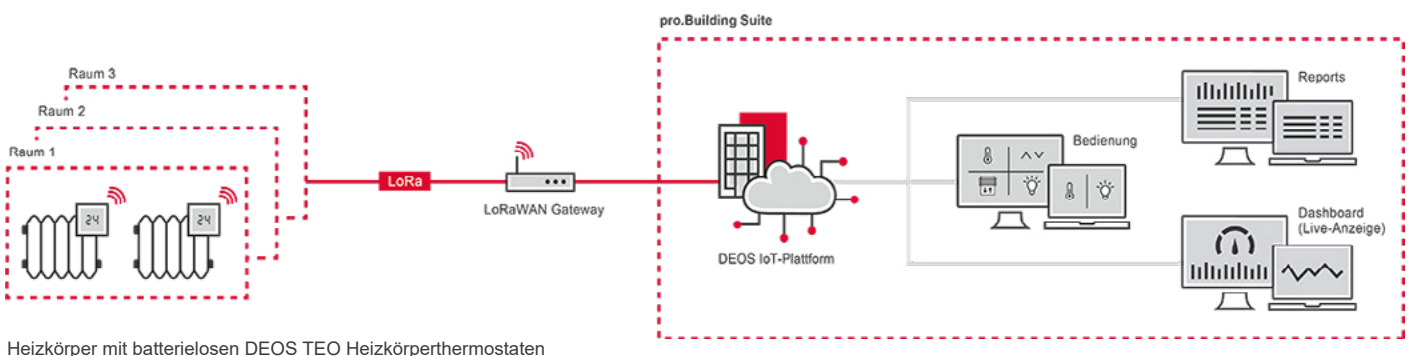 pro.Building Suite
Raum 3
Raum 2
Raum 1
24
24
LoRa
LoRaWAN Gateway
DEOS IoT-Plattform
Bedienung
Reports
Dashboard
(Live-Anzeige)
Heizkörper mit batterielosen DEOS TEO Heizkörperthermostaten